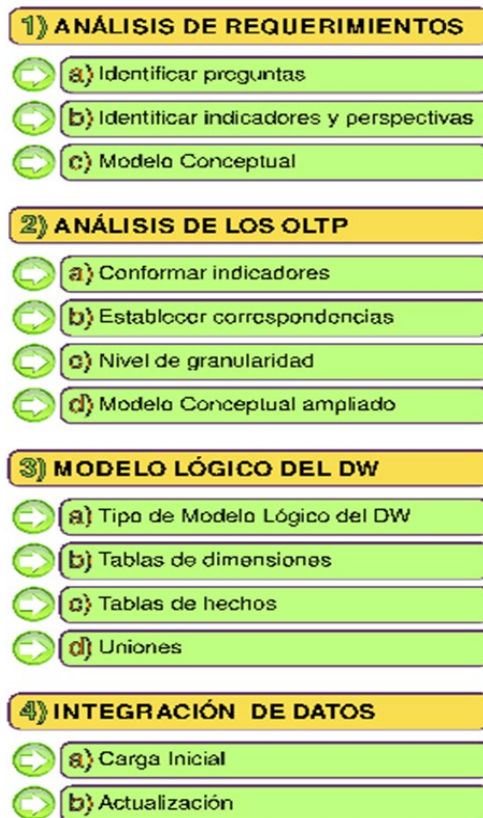 1) ANÁLISIS DE REQUERIMIENTOS
a) Identificar preguntas
b) Identificar indicadores y perspectivas
c) Modelo Conceptual
2) ANÁLISIS DE LOS OLTP
a) Conformar indicadores
b) Establecer correspondencias
c) Nivel de granularidad
d) Modelo Conceptual ampliado
3) MODELO LÓGICO DEL DW
a) Tipo de Modelo Lógico del DW
b) Tablas de dimensiones
c) Tablas de hechos
d) Uniones
4) INTEGRACIÓN DE DATOS
a) Carga Inicial
b) Actualización